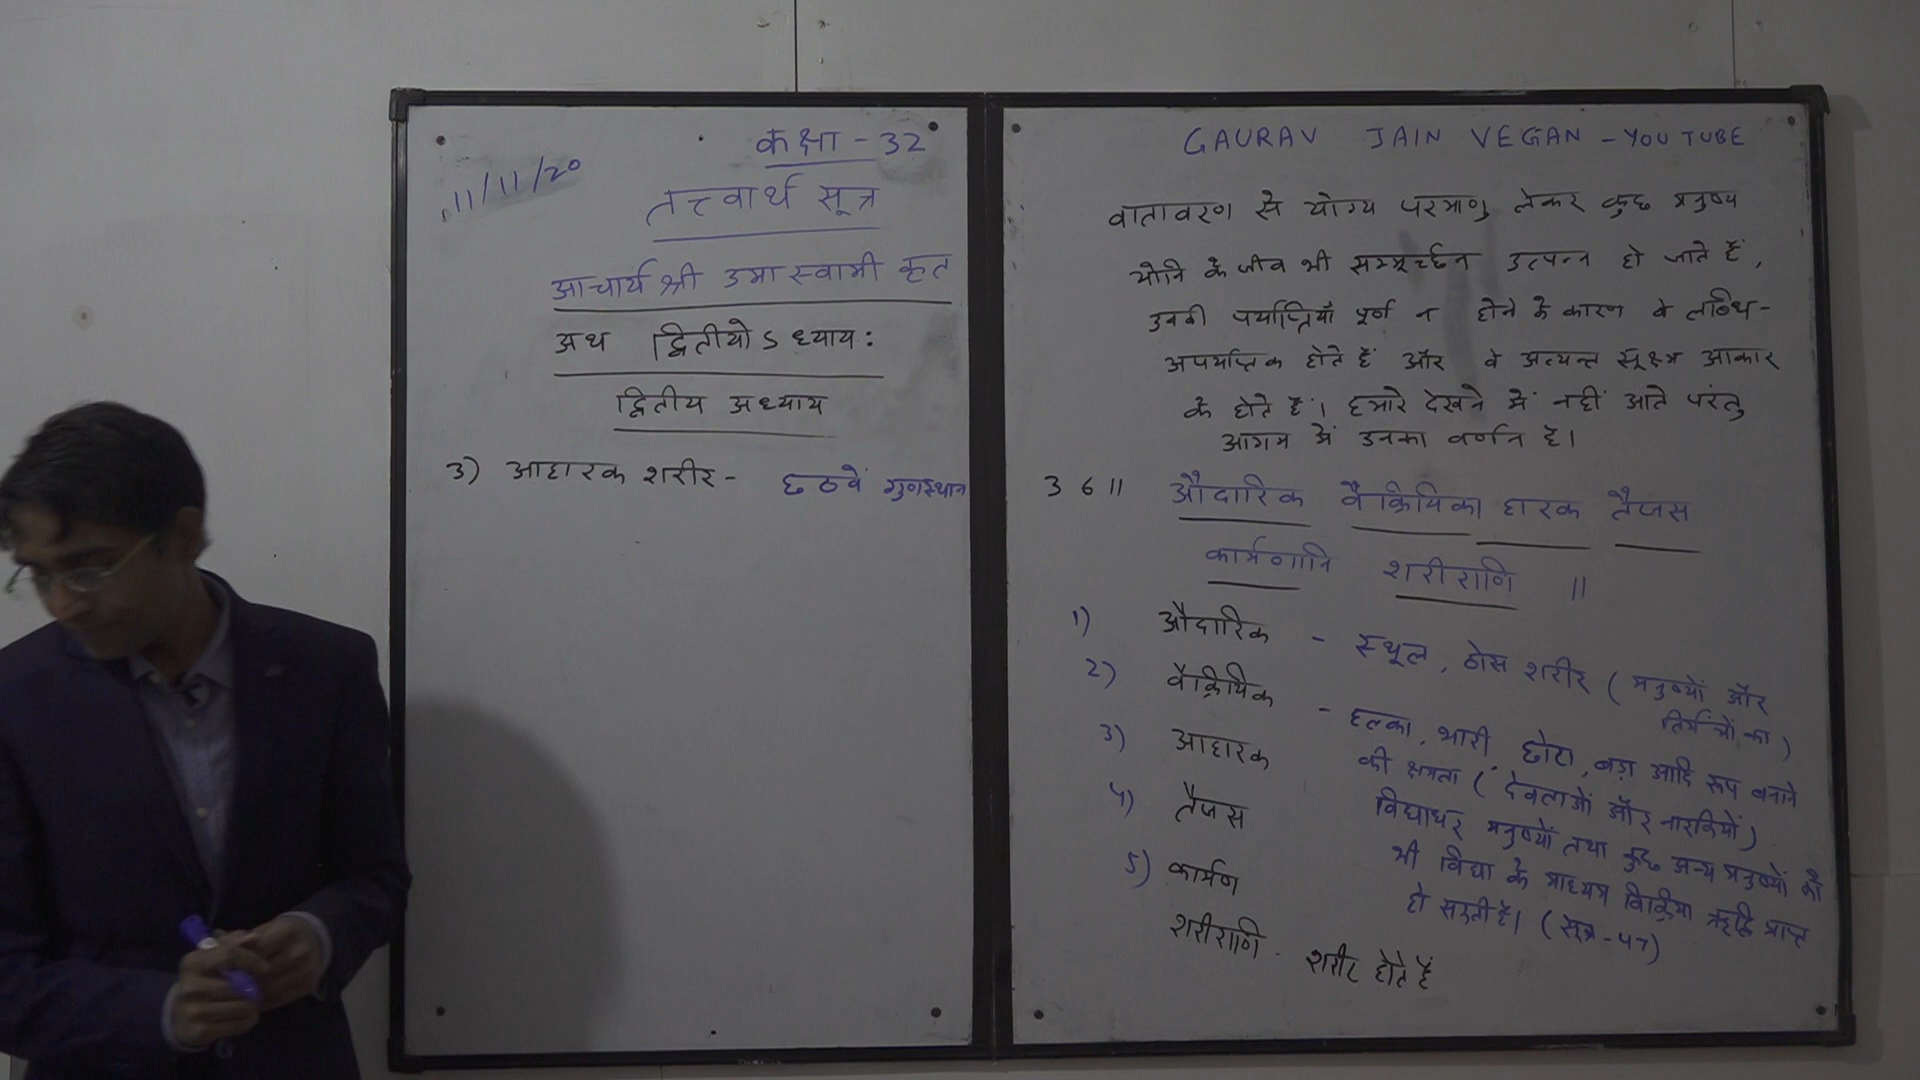 कक्षा - 32
11/11/20
तत्त्वार्थ सूत्र
आचार्य श्री उमास्वामी कृत
अथ द्वितीयोऽध्याय:
द्वितीय अध्याय
3) आहारक शरीर - छठवें गुणस्थान
GAURAV JAIN VEGAN - YOUTUBE
वातावरण से योग्य परमाणु लेकर कुछ मनुष्य
योनि के जीव भी सम्मूर्च्छन उत्पन्न हो जाते हैं,
उनकी पर्याप्तियाँ पूर्ण न होने के कारण वे लब्धि-
अपर्याप्तक होते हैं और वे अत्यन्त सूक्ष्म आकार
के होते हैं। हमारे देखने में नहीं आते परंतु
आगम में उनका वर्णन है।
36॥ औदारिक वैक्रियिका हारक तैजस
कार्मणानि शरीराणि ॥
1) औदारिक - स्थूल, ठोस शरीर ( मनुष्यों और
तिर्यंचों का )
2) वैक्रियिक - हल्का, भारी, छोटा, बड़ा आदि रूप बनाने
की क्षमता ( देवताओं और नारकियों )
3) आहारक
विद्याधर मनुष्यों तथा कुछ अन्य मनुष्यों को
4) तैजस
भी विद्या के माध्यम विक्रिया ऋद्धि प्राप्त
5) कार्मण
हो सकती है। ( सूत्र - 47 )
शरीराणि - शरीर होते हैं